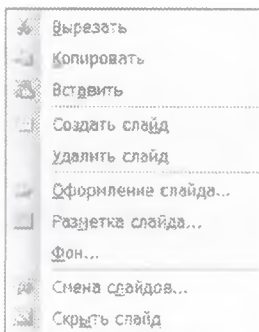 Вырезать
Копировать
Вставить
Создать слайд
Удалить слайд
Оформление слайда...
Разметка слайда...
Фон...
Смена слайдов...
Скрыть слайд